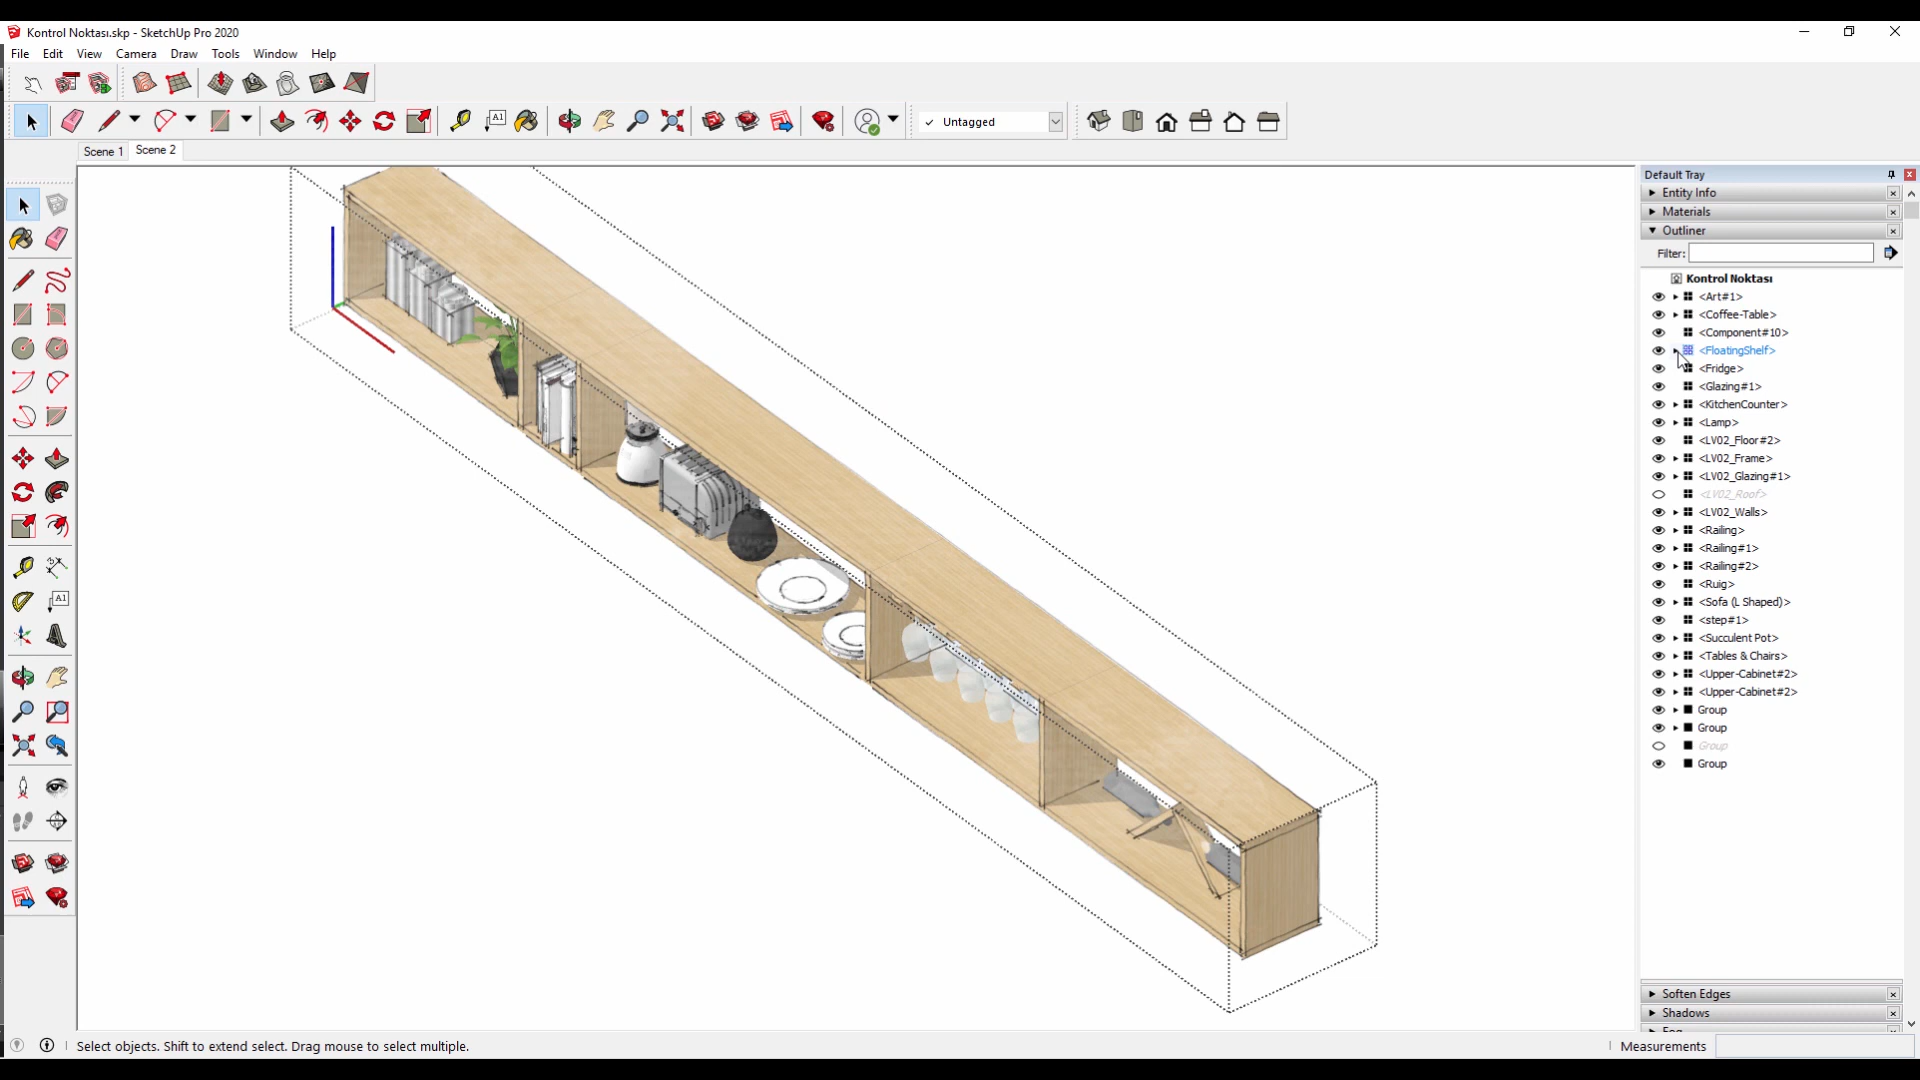 Kontrol Noktası.skp - SketchUp Pro 2020
File Edit View Camera Draw Tools Window Help
A1
Untagged
Scene 1 Scene 2
Default Tray
Entity Info
Materials
Outliner
Filter:
Kontrol Noktası
<Art#1>
<Coffee-Table>
<Component#10>
<FloatingShelf>
<Fridge>
<Glazing#1>
<KitchenCounter>
<Lamp>
<LV02_Floor#2>
<LV02_Frame>
<LV02_Glazing#1>
<LV02_Roof>
<LV02_Walls>
<Railing>
<Railing#1>
<Railing#2>
<Ruig>
<Sofa (L Shaped)>
<step#1>
<Succulent Pot>
<Tables & Chairs>
<Upper-Cabinet#2>
<Upper-Cabinet#2>
Group
Group
Group
Group
A1
Soften Edges
Shadows
Fog
Select objects. Shift to extend select. Drag mouse to select multiple.
Measurements